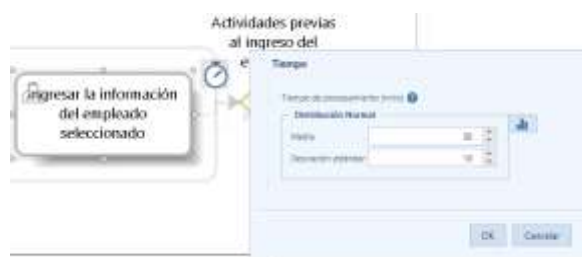 Actividades previas
al ingreso del
e
Ingresar la información
del empleado
seleccionado
Tiempo
Tiempo de procesamiento (mins)
Distribución Normal
Media
Desviación estándar
OK
Cancelar